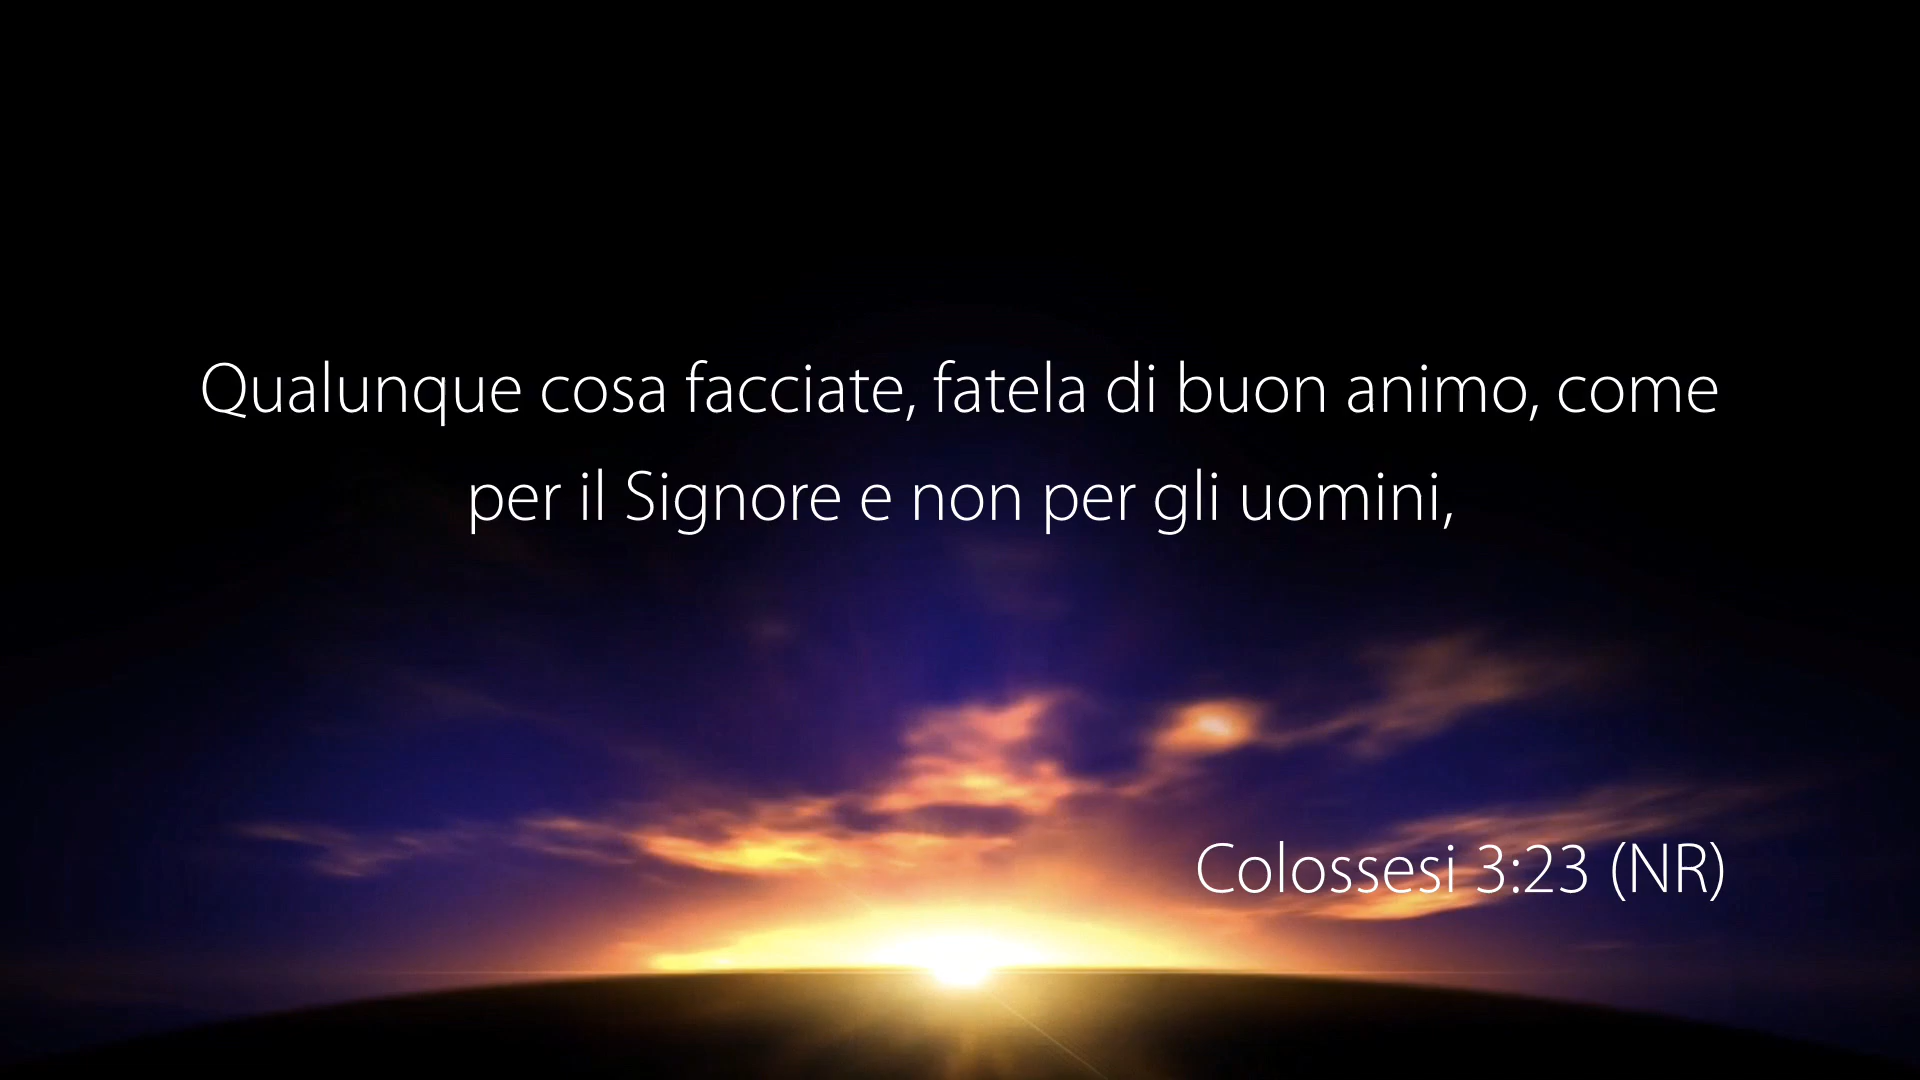 Qualunque cosa facciate, fatela di buon animo, come
per il Signore e non per gli uomini,
Colossesi 3:23 (NR)